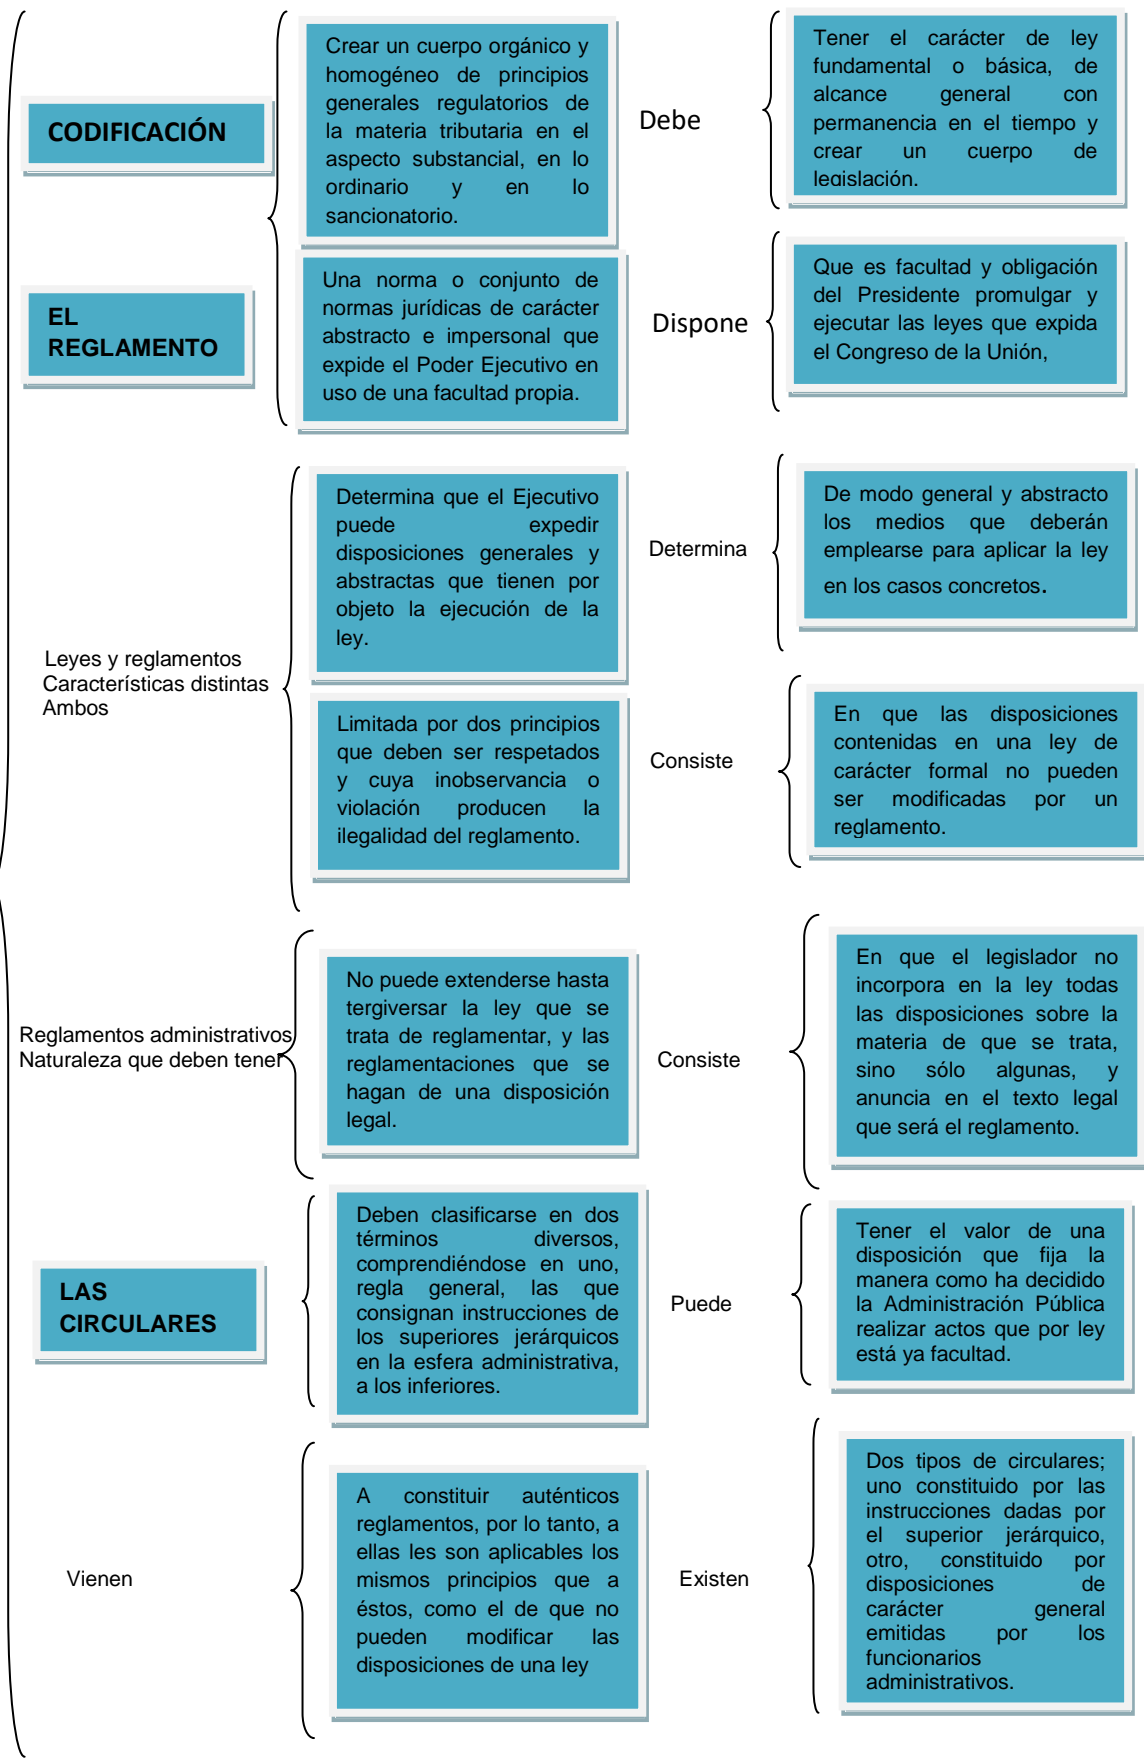 CODIFICACIÓN
Crear un cuerpo orgánico y
homogéneo de principios
generales regulatorios de
la materia tributaria en el
aspecto substancial, en lo
ordinario y en lo
sancionatorio.
Debe
Tener el carácter de ley
fundamental o básica, de
alcance general con
permanencia en el tiempo y
crear un cuerpo de
legislación.
EL
REGLAMENTO
Una norma o conjunto de
normas jurídicas de carácter
abstracto e impersonal que
expide el Poder Ejecutivo en
uso de una facultad propia.
Dispone
Que es facultad y obligación
del Presidente promulgar y
ejecutar las leyes que expida
el Congreso de la Unión,
Leyes y reglamentos
Características distintas
Ambos
Determina que el Ejecutivo
puede expedir
disposiciones generales y
abstractas que tienen por
objeto la ejecución de la
ley.
Determina
De modo general y abstracto
los medios que deberán
emplearse para aplicar la ley
en los casos concretos.
Limitada por dos principios
que deben ser respetados
y cuya inobservancia o
violación producen la
ilegalidad del reglamento.
Consiste
En que las disposiciones
contenidas en una ley de
carácter formal no pueden
ser modificadas por un
reglamento.
Reglamentos administrativos
Naturaleza que deben tener
No puede extenderse hasta
tergiversar la ley que se
trata de reglamentar, y las
reglamentaciones que se
hagan de una disposición
legal.
Consiste
En que el legislador no
incorpora en la ley todas
las disposiciones sobre la
materia de que se trata,
sino sólo algunas, y
anuncia en el texto legal
que será el reglamento.
LAS
CIRCULARES
Deben clasificarse en dos
términos diversos,
comprendiéndose en uno,
regla general, las que
consignan instrucciones de
los superiores jerárquicos
en la esfera administrativa,
a los inferiores.
Puede
Tener el valor de una
disposición que fija la
manera como ha decidido
la Administración Pública
realizar actos que por ley
está ya facultad.
Vienen
A constituir auténticos
reglamentos, por lo tanto, a
ellas les son aplicables los
mismos principios que a
éstos, como el de que no
pueden modificar las
disposiciones de una ley
Existen
Dos tipos de circulares;
uno constituido por las
instrucciones dadas por
el superior jerárquico,
otro, constituido por
disposiciones de
carácter general
emitidas por los
funcionarios
administrativos.